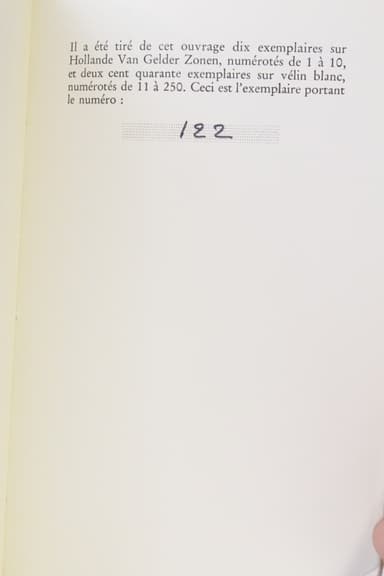 Il a été tiré de cet ouvrage dix exemplaires sur
Hollande Van Gelder Zonen, numérotés de 1 à 10,
et deux cent quarante exemplaires sur vélin blanc,
numérotés de 11 à 250. Ceci est l'exemplaire portant
le numéro :
122